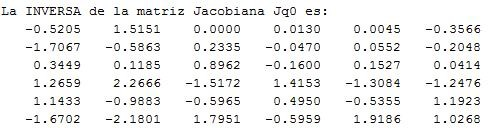 La INVERSA de la matriz Jacobiana Jq0 es:
-0.5205 1.5151 0.0000 0.0130 0.0045 -0.3566
-1.7067 -0.5863 0.2335 -0.0470 0.0552 -0.2048
0.3449 0.1185 0.8962 -0.1600 0.1527 0.0414
1.2659 2.2666 -1.5172 1.4153 -1.3084 -1.2476
1.1433 -0.9883 -0.5965 0.4950 -0.5355 1.1923
-1.6702 -2.1801 1.7951 -0.5959 1.9186 1.0268